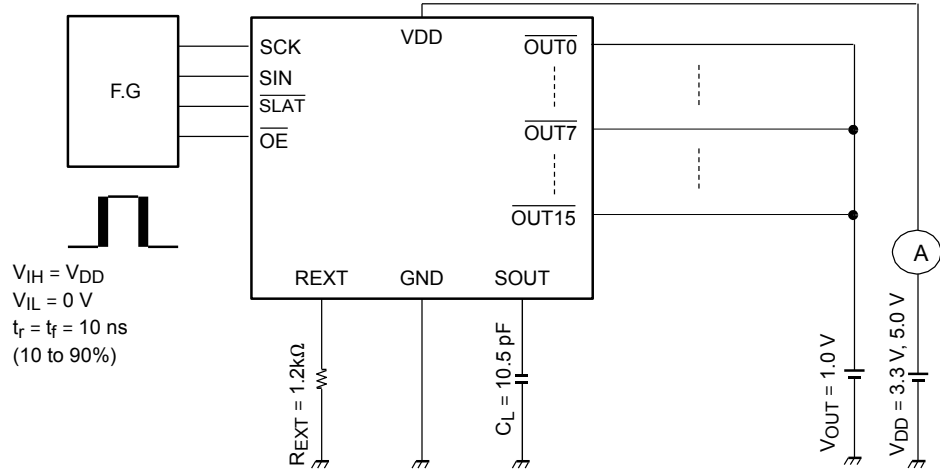 F.G
SCK
SIN
SLAT
OE
VDD
OUT0
OUT7
OUT15
REXT
GND
SOUT
A
VIH = VDD
VIL = 0 V
tr = tf = 10 ns
(10 to 90%)
REXT = 1.2kΩ
CL = 10.5 pF
VOUT = 1.0 V
VDD = 3.3 V, 5.0 V